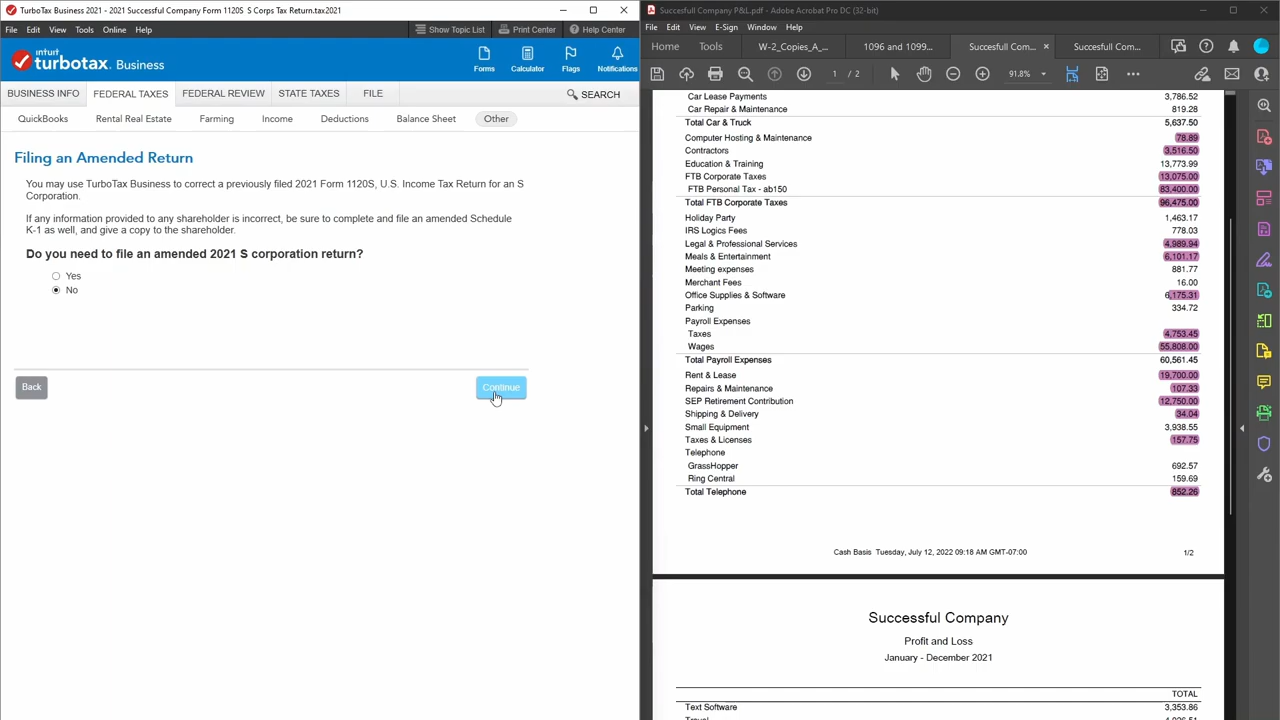 TurboTax Business 2021 - 2021 Successful Company Form 1120S S Corps Tax Return.tax2021
File Edit View Tools Online Help
Show Topic List Print Center Help Center
intuit turbotax. Business
Forms Calculator Flags Notifications
BUSINESS INFO FEDERAL TAXES FEDERAL REVIEW STATE TAXES FILE SEARCH
QuickBooks Rental Real Estate Farming Income Deductions Balance Sheet Other
Filing an Amended Return
You may use TurboTax Business to correct a previously filed 2021 Form 1120S, U.S. Income Tax Return for an S
Corporation.
If any information provided to any shareholder is incorrect, be sure to complete and file an amended Schedule
K-1 as well, and give a copy to the shareholder.
Do you need to file an amended 2021 S corporation return?
Yes
No
Back Continue
Succesfull Company P&L.pdf - Adobe Acrobat Pro DC (32-bit)
File Edit View E-Sign Window Help
Home Tools W-2_Copies_A_... 1096 and 1099... Succesfull Com... Succesfull Com...
1 / 2 91.8%
Car Lease Payments 3,786.52
Car Repair & Maintenance 819.28
Total Car & Truck 5,637.50
Computer Hosting & Maintenance 78.89
Contractors 3,516.50
Education & Training 13,773.99
FTB Corporate Taxes 13,075.00
FTB Personal Tax - ab150 83,400.00
Total FTB Corporate Taxes 96,475.00
Holiday Party 1,463.17
IRS Logics Fees 778.03
Legal & Professional Services 4,989.94
Meals & Entertainment 6,101.17
Meeting expenses 881.77
Merchant Fees 16.00
Office Supplies & Software 6,175.31
Parking 334.72
Payroll Expenses
Taxes 4,753.45
Wages 55,808.00
Total Payroll Expenses 60,561.45
Rent & Lease 19,700.00
Repairs & Maintenance 107.33
SEP Retirement Contribution 12,750.00
Shipping & Delivery 34.04
Small Equipment 3,938.55
Taxes & Licenses 157.75
Telephone
GrassHopper 692.57
Ring Central 159.69
Total Telephone 852.26
Cash Basis Tuesday, July 12, 2022 09:18 AM GMT-07:00 1/2
Successful Company
Profit and Loss
January - December 2021
TOTAL
Text Software 3,353.86